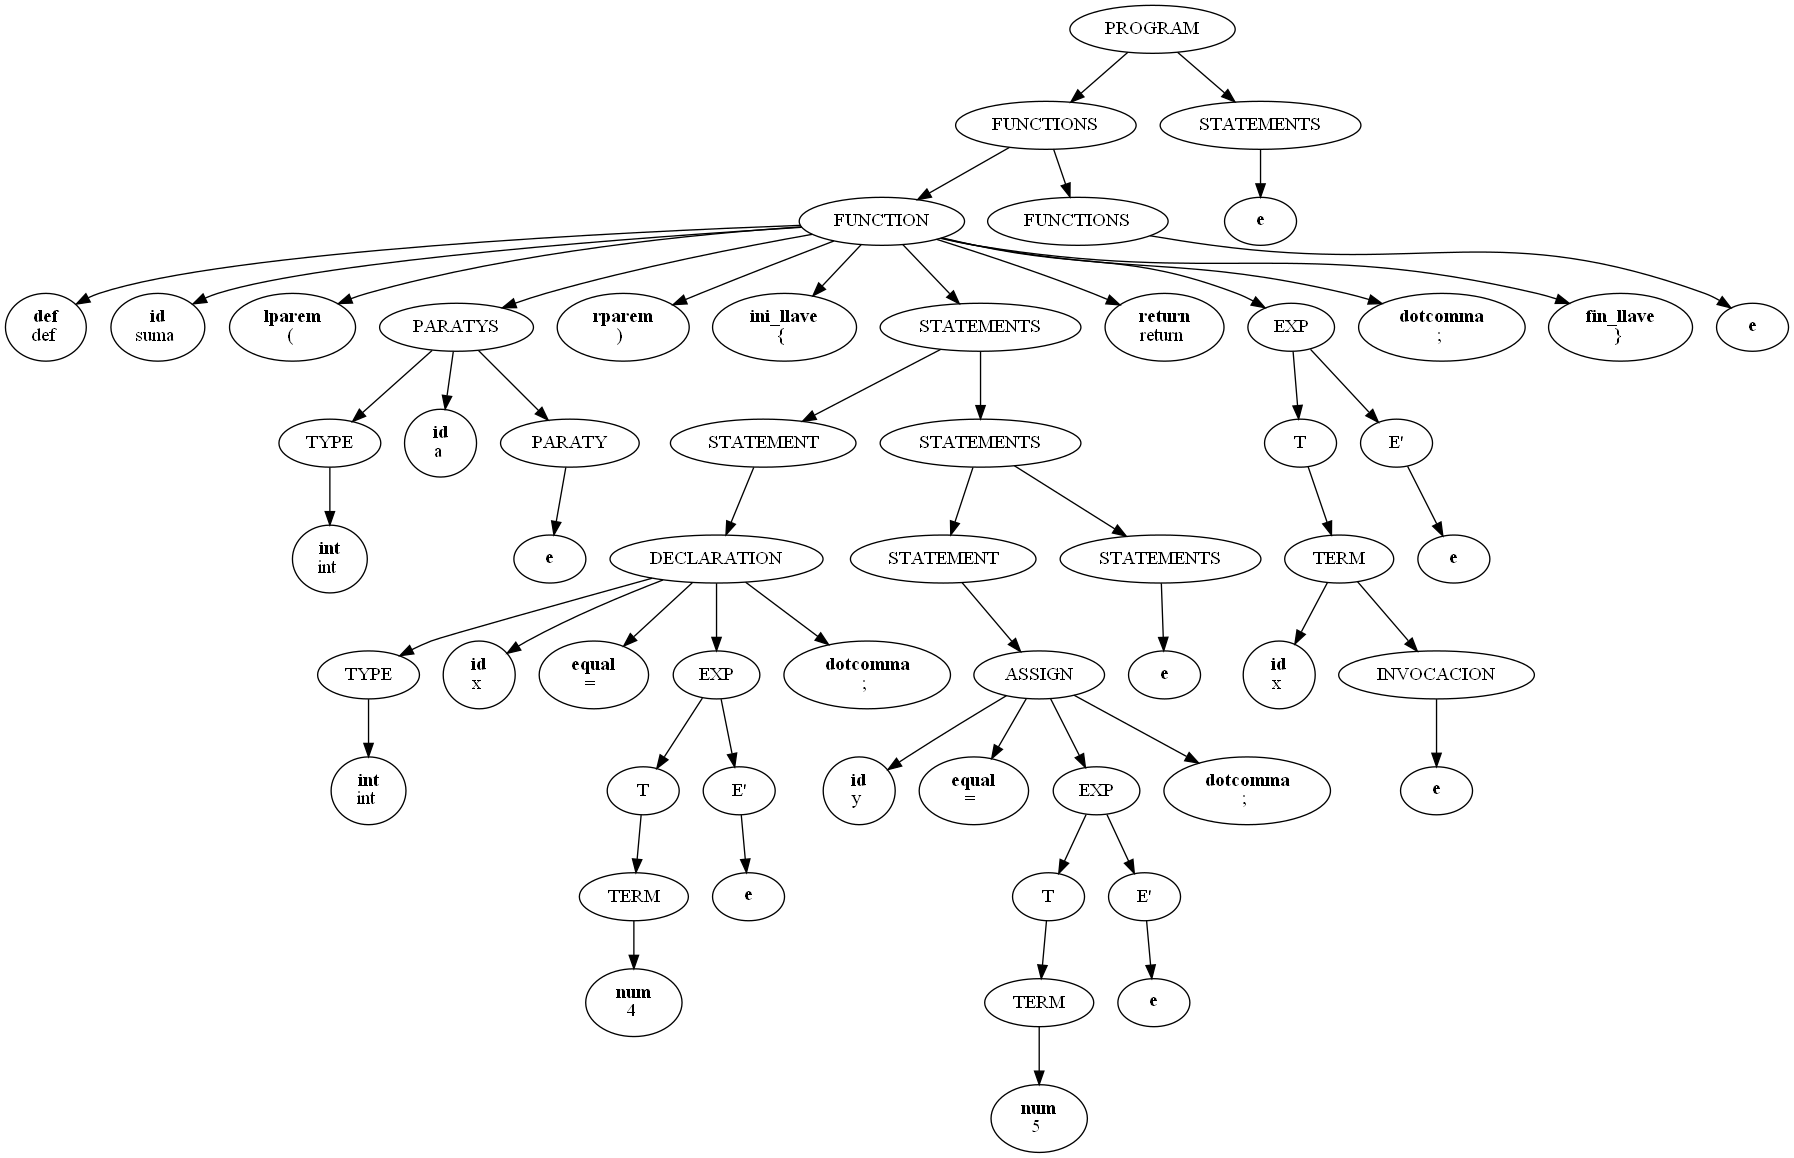 PROGRAM
FUNCTIONS STATEMENTS
FUNCTION FUNCTIONS e
def
def
id
suma
lparem
(
PARATYS
rparem
)
ini_llave
{
STATEMENTS
return
return
EXP
dotcomma
;
fin_llave
}
e
TYPE
id
a
PARATY
STATEMENT
STATEMENTS
T
E'
int
int
e
DECLARATION
STATEMENT
STATEMENTS
TERM
e
TYPE
id
x
equal
=
EXP
dotcomma
;
ASSIGN
e
id
x
INVOCACION
int
int
T
E'
id
y
equal
=
EXP
dotcomma
;
e
TERM
e
T
E'
num
4
TERM
e
num
5